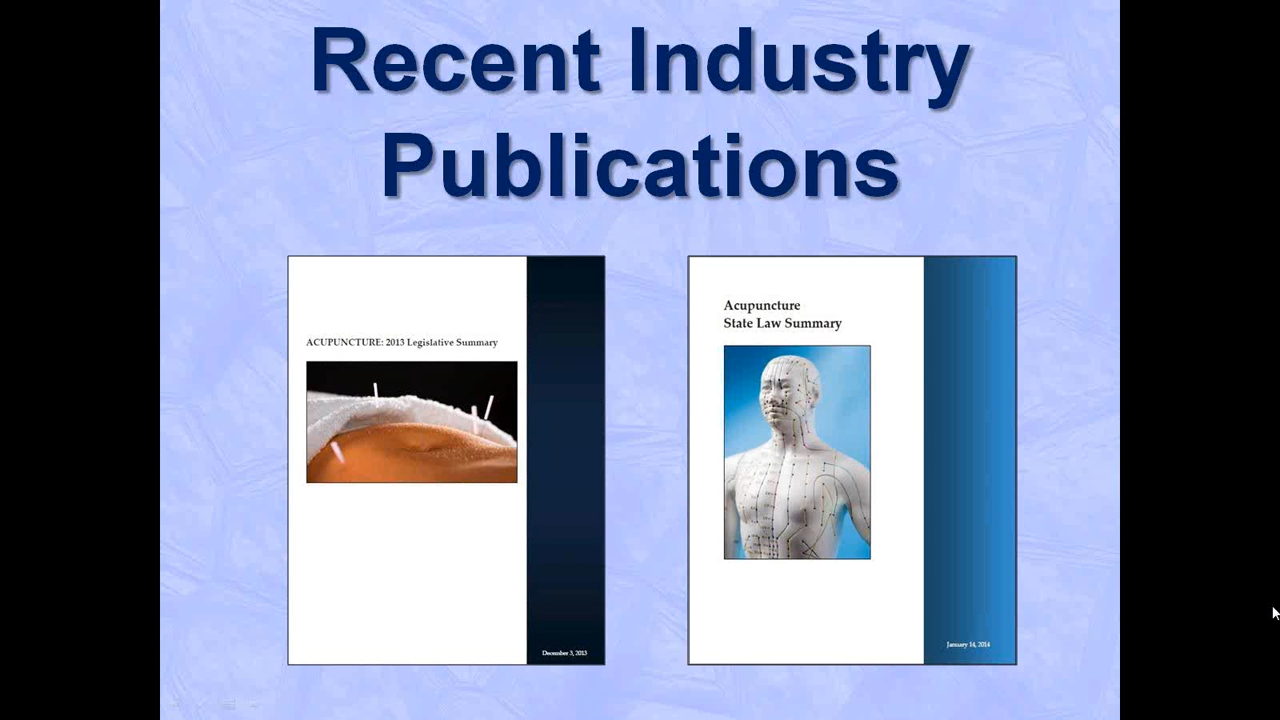 Recent Industry
Publications
ACUPUNCTURE: 2013 Legislative Summary
December 3, 2013
Acupuncture
State Law Summary
January 14, 2014